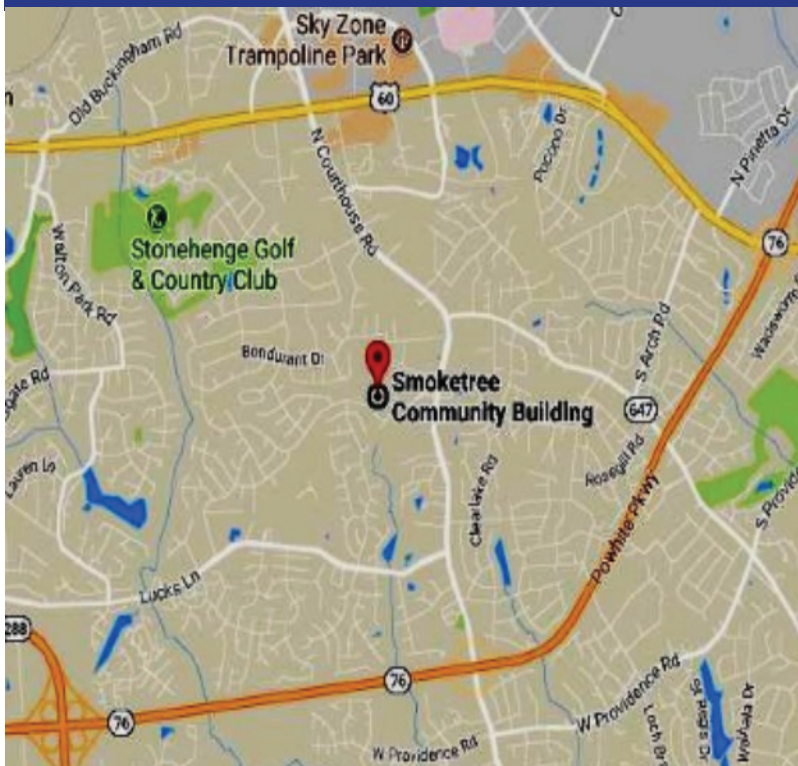 Sky Zone
Trampoline Park
Old Buckingham Rd
60
N Courthouse Rd
Pocono Dr
N Pinetta Dr
76
Stonehenge Golf
& Country Club
Walton Park Rd
Bondurant Dr
S Arch Rd
Smoketree
Community Building
647
Lauren Ln
Clearlake Rd
Rosegill Rd
Powhite Pkwy
Lucks Ln
288
76
76
W Providence Rd
W Providence Rd